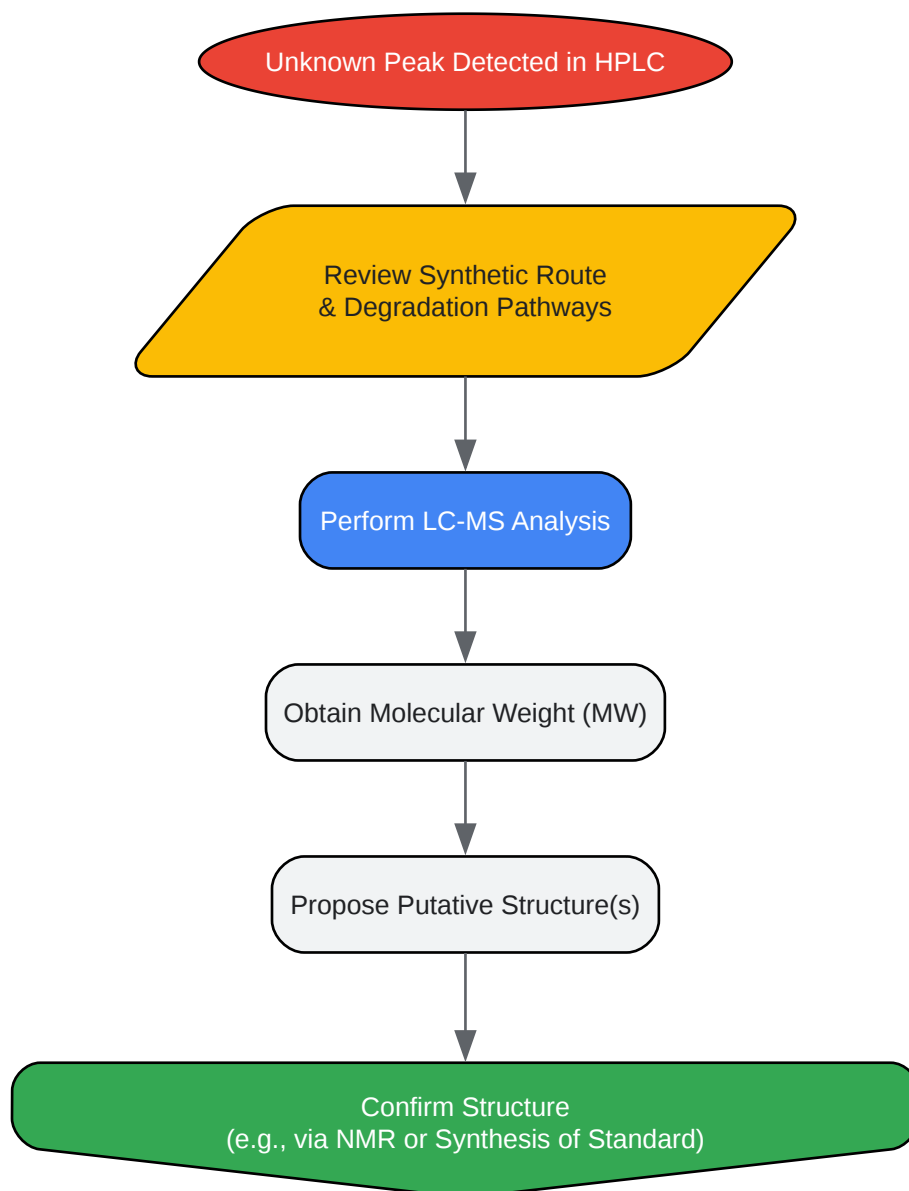 Unknown Peak Detected in HPLC
Review Synthetic Route
& Degradation Pathways
Perform LC-MS Analysis
Obtain Molecular Weight (MW)
Propose Putative Structure(s)
Confirm Structure
(e.g., via NMR or Synthesis of Standard)